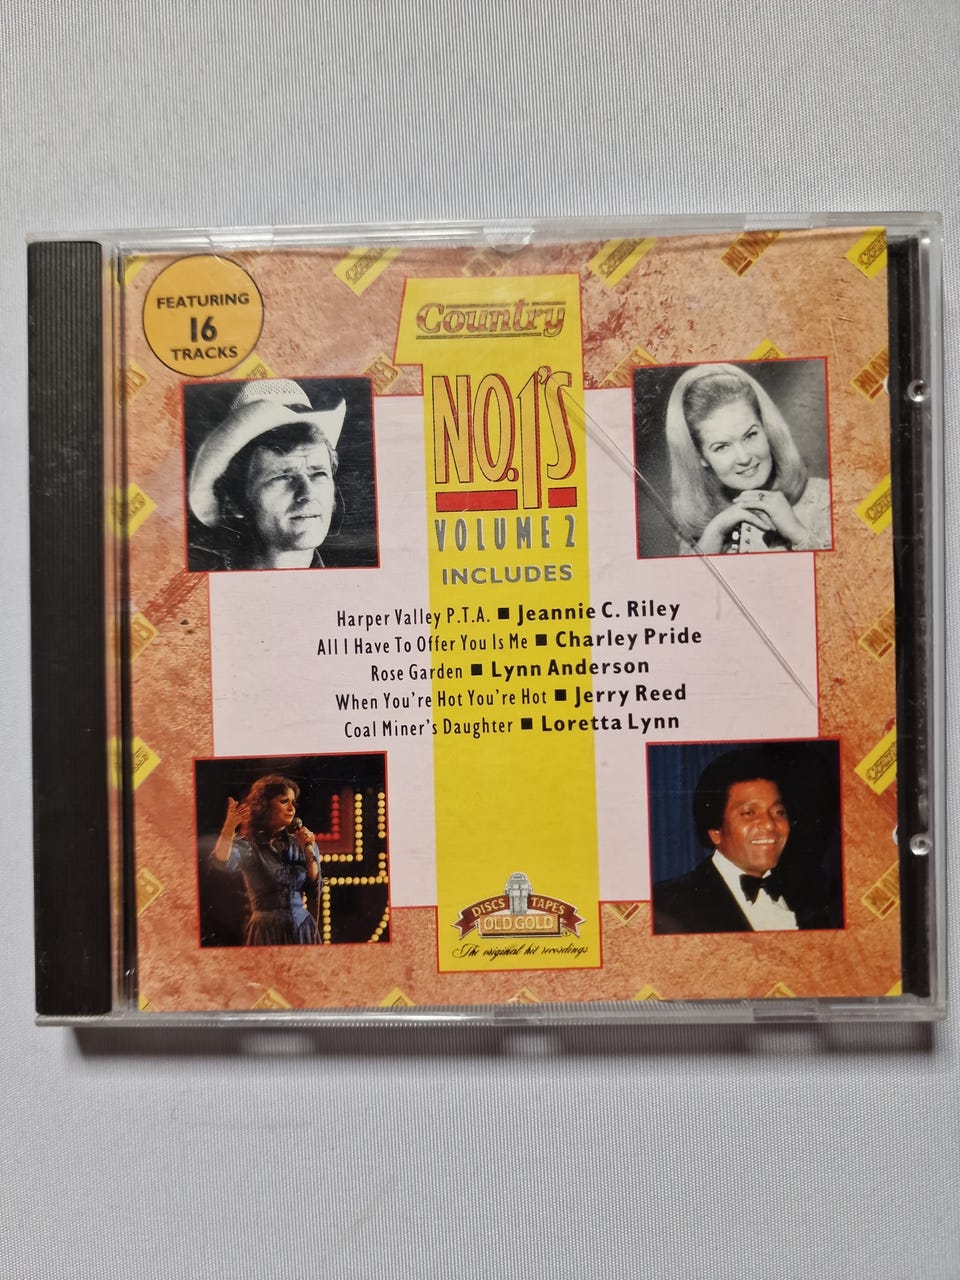 FEATURING
16
TRACKS
Country
NO.1'S
VOLUME 2
INCLUDES
Harper Valley P.T.A. ■ Jeannie C. Riley
All I Have To Offer You Is Me ■ Charley Pride
Rose Garden ■ Lynn Anderson
When You're Hot You're Hot ■ Jerry Reed
Coal Miner's Daughter ■ Loretta Lynn
DISCS TAPES
OLD GOLD
The original hit recordings